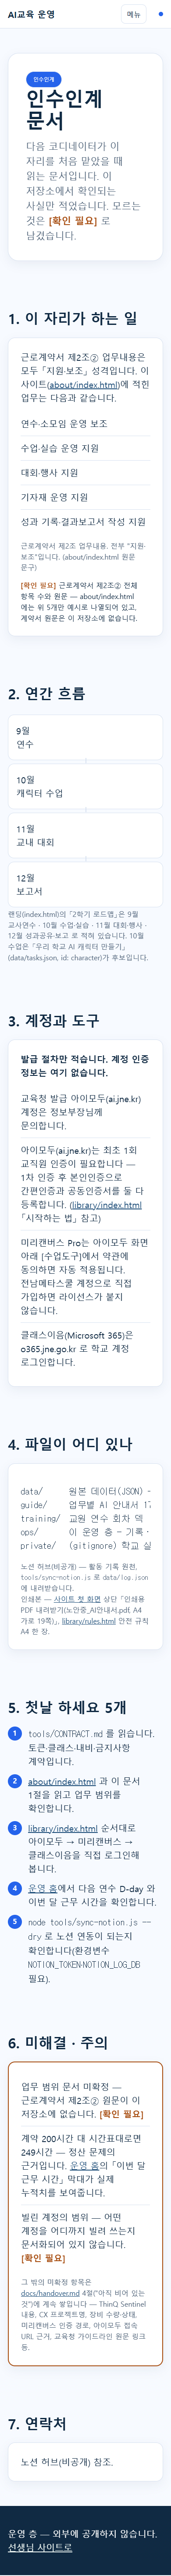 AI교육 운영
메뉴
인수인계
인수인계
문서
다음 코디네이터가 이
자리를 처음 맡았을 때
읽는 문서입니다. 이
저장소에서 확인되는
사실만 적었습니다. 모르는
것은 [확인 필요] 로
남겼습니다.
1. 이 자리가 하는 일
근로계약서 제2조② 업무내용은
모두 「지원·보조」 성격입니다. 이
사이트(about/index.html)에 적힌
업무는 다음과 같습니다.
연수·소모임 운영 보조
수업·실습 운영 지원
대회·행사 지원
기자재 운영 지원
성과 기록·결과보고서 작성 지원
근로계약서 제2조 업무내용. 전부 "지원·
보조"입니다. (about/index.html 원문
문구)
[확인 필요] 근로계약서 제2조② 전체
항목 수와 원문 — about/index.html
에는 위 5개만 예시로 나열되어 있고,
계약서 원문은 이 저장소에 없습니다.
2. 연간 흐름
9월
연수
10월
캐릭터 수업
11월
교내 대회
12월
보고서
랜딩(index.html)의 「2학기 로드맵」은 9월
교사연수 · 10월 수업·실습 · 11월 대회·행사 ·
12월 성과공유·보고 로 적혀 있습니다. 10월
수업은 「우리 학교 AI 캐릭터 만들기」
(data/tasks.json, id: character)가 후보입니다.
3. 계정과 도구
발급 절차만 적습니다. 계정 인증
정보는 여기 없습니다.
교육청 발급 아이모두(ai.jne.kr)
계정은 정보부장님께
문의합니다.
아이모두(ai.jne.kr)는 최초 1회
교직원 인증이 필요합니다 —
1차 인증 후 본인인증으로
간편인증과 공동인증서를 둘 다
등록합니다. (library/index.html
「시작하는 법」 참고)
미리캔버스 Pro는 아이모두 화면
아래 [수업도구]에서 약관에
동의하면 자동 적용됩니다.
전남메타스쿨 계정으로 직접
가입하면 라이선스가 붙지
않습니다.
클래스이음(Microsoft 365)은
o365.jne.go.kr 로 학교 계정
로그인합니다.
4. 파일이 어디 있나
data/ 원본 데이터(JSON) -
guide/ 업무별 AI 안내서 17
training/ 교원 연수 회차 덱
ops/ 이 운영 층 - 기록·
private/ (gitignore) 학교 실
노션 허브(비공개) — 활동 기록 원천,
tools/sync-notion.js 로 data/log.json
에 내려받습니다.
인쇄본 — 사이트 첫 화면 상단 「인쇄용
PDF 내려받기(노안중_AI안내서.pdf, A4
가로 19쪽)」, library/rules.html 안전 규칙
A4 한 장.
5. 첫날 하세요 5개
1 tools/CONTRACT.md 를 읽습니다.
토큰·클래스·내비·금지사항
계약입니다.
2 about/index.html 과 이 문서
1절을 읽고 업무 범위를
확인합니다.
3 library/index.html 순서대로
아이모두 → 미리캔버스 →
클래스이음을 직접 로그인해
봅니다.
4 운영 홈에서 다음 연수 D-day 와
이번 달 근무 시간을 확인합니다.
5 node tools/sync-notion.js --
dry 로 노션 연동이 되는지
확인합니다(환경변수
NOTION_TOKEN·NOTION_LOG_DB
필요).
6. 미해결 · 주의
업무 범위 문서 미확정 —
근로계약서 제2조② 원문이 이
저장소에 없습니다. [확인 필요]
계약 200시간 대 시간표대로면
249시간 — 정산 문제의
근거입니다. 운영 홈의 「이번 달
근무 시간」 막대가 실제
누적치를 보여줍니다.
빌린 계정의 범위 — 어떤
계정을 어디까지 빌려 쓰는지
문서화되어 있지 않습니다.
[확인 필요]
그 밖의 미확정 항목은
docs/handover.md 4절("아직 비어 있는
것")에 계속 쌓입니다 — ThinQ Sentinel
내용, CX 프로젝트명, 장비 수량·상태,
미리캔버스 인증 경로, 아이모두 접속
URL 근거, 교육청 가이드라인 원문 링크
등.
7. 연락처
노션 허브(비공개) 참조.
운영 층 — 외부에 공개하지 않습니다.
선생님 사이트로